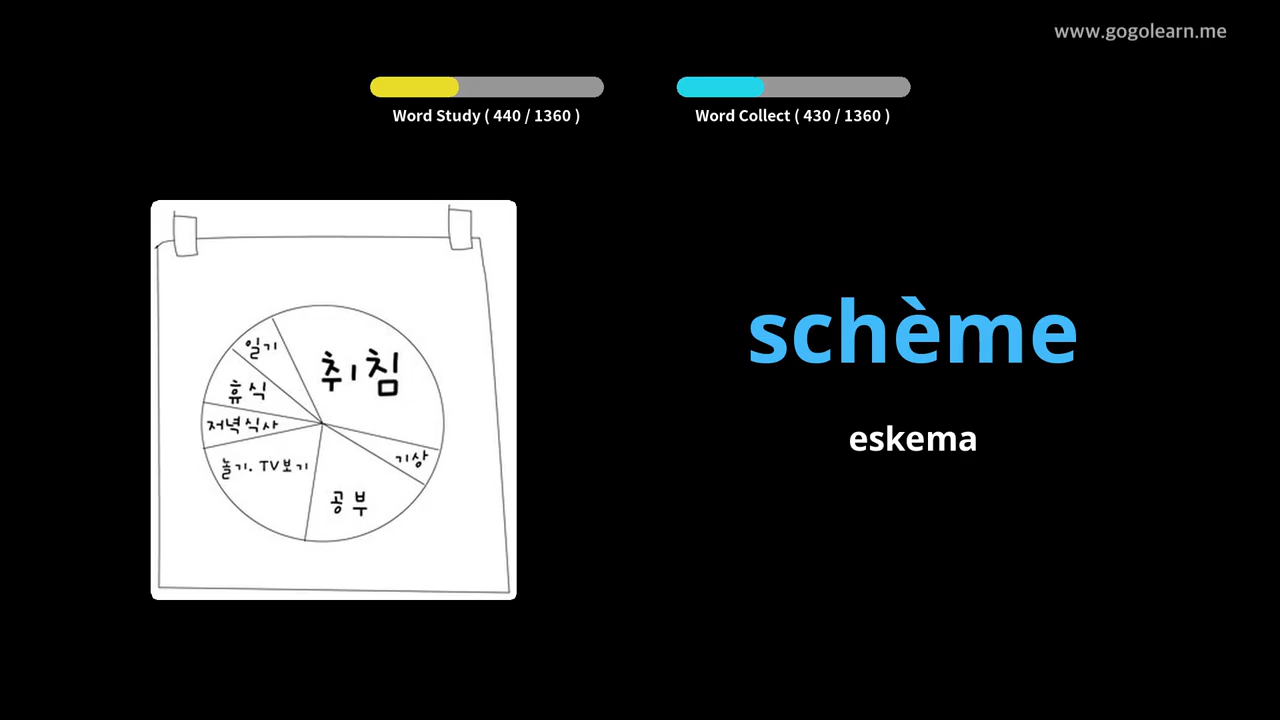 www.gogolearn.me
Word Study ( 440 / 1360 )
Word Collect ( 430 / 1360 )
일기
취침
휴식
저녁식사
놀기. TV보기
기상
공부
schème
eskema